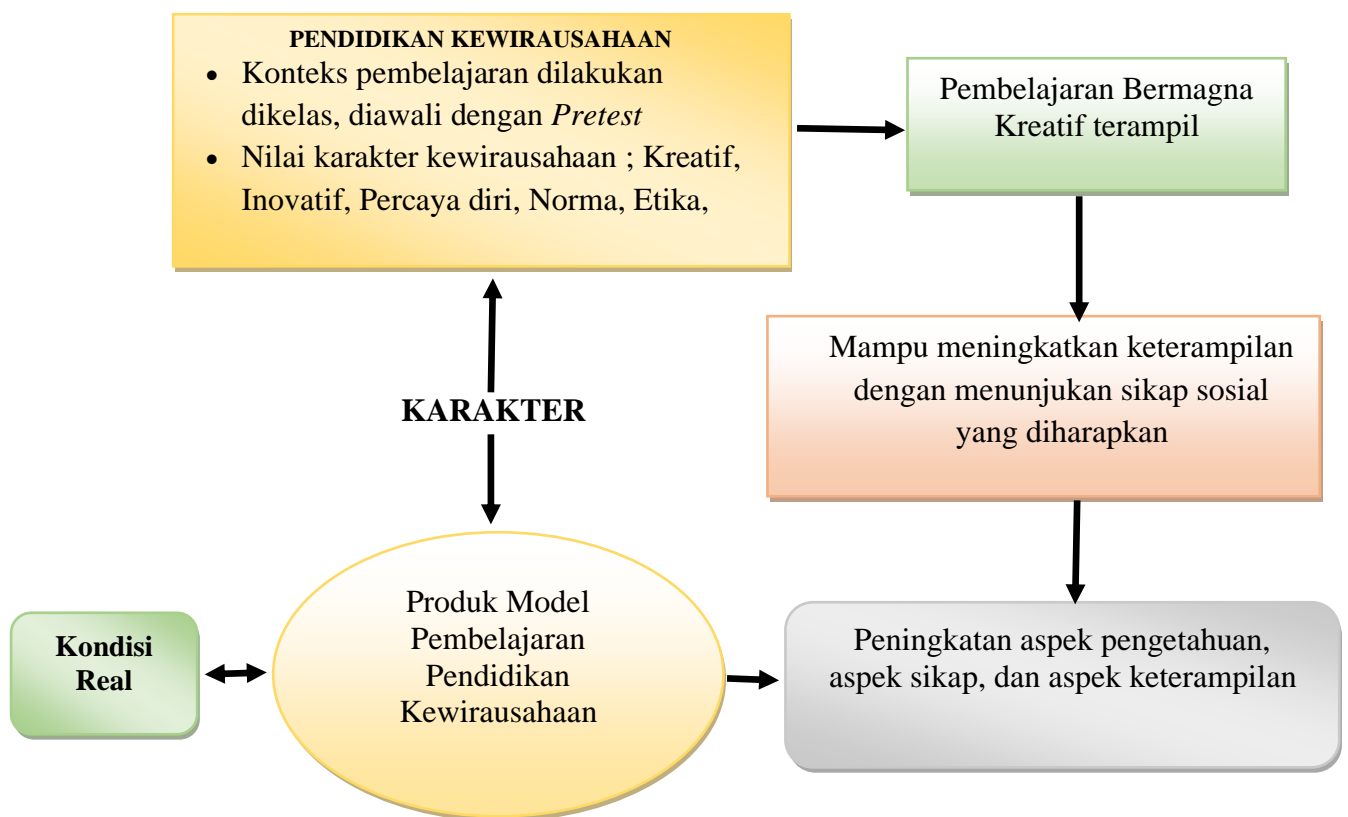 PENDIDIKAN KEWIRAUSAHAAN
• Konteks pembelajaran dilakukan
dikelas, diawali dengan Pretest
• Nilai karakter kewirausahaan ; Kreatif,
Inovatif, Percaya diri, Norma, Etika,
Pembelajaran Bermagna
Kreatif terampil
Mampu meningkatkan keterampilan
dengan menunjukan sikap sosial
yang diharapkan
KARAKTER
Kondisi
Real
Produk Model
Pembelajaran
Pendidikan
Kewirausahaan
Peningkatan aspek pengetahuan,
aspek sikap, dan aspek keterampilan